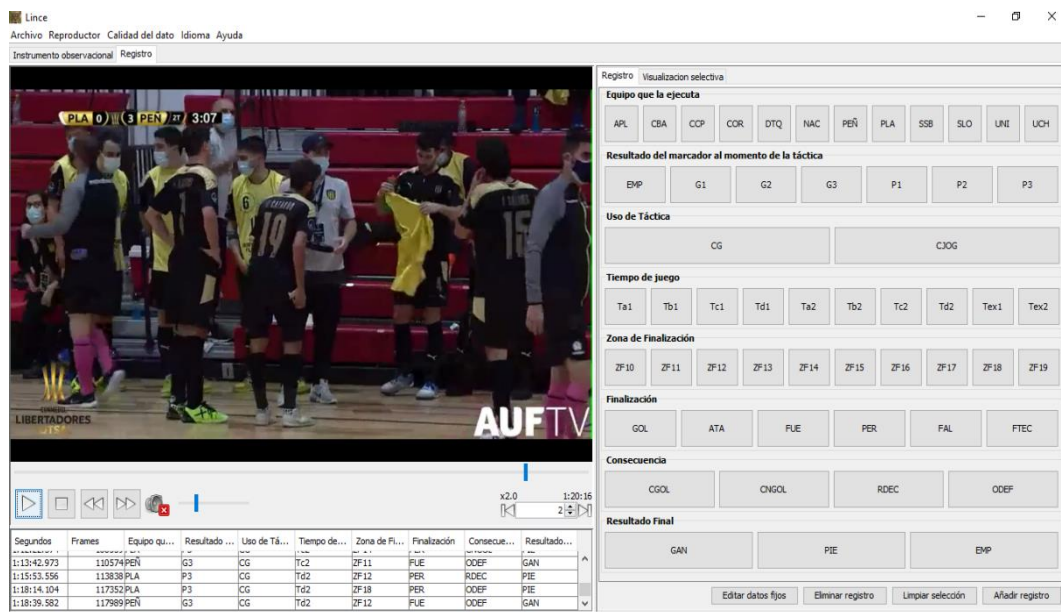 Lince
Archivo Reproductor Calidad del dato Idioma Ayuda
Instrumento observacional Registro
PLA 0 3 PEÑ 2T 3:07
6
19
15
LIBERTADORES
AUFTV
x2.0 1:20:16
2
Segundos Frames Equipo qu... Resultado ... Uso de Tá... Tiempo de... Zona de Fi... Finalización Consecue... Resultado...
1:13:42.973 110574 PEÑ G3 CG Tc2 ZF11 FUE ODEF GAN
1:15:53.556 113838 PLA P3 CG Td2 ZF12 PER RDEC PIE
1:18:14.104 117352 PLA P3 CG Td2 ZF18 PER ODEF PIE
1:18:39.582 117989 PEÑ G3 CG Td2 ZF12 FUE ODEF GAN
Registro Visualizacion selectiva
Equipo que la ejecuta
APL CBA CCP COR DTQ NAC PEÑ PLA SSB SLO UNI UCH
Resultado del marcador al momento de la táctica
EMP G1 G2 G3 P1 P2 P3
Uso de Táctica
CG CJOG
Tiempo de juego
Ta1 Tb1 Tc1 Td1 Ta2 Tb2 Tc2 Td2 Tex1 Tex2
Zona de Finalización
ZF10 ZF11 ZF12 ZF13 ZF14 ZF15 ZF16 ZF17 ZF18 ZF19
Finalización
GOL ATA FUE PER FAL FTEC
Consecuencia
CGOL CNGOL RDEC ODEF
Resultado Final
GAN PIE EMP
Editar datos fijos Eliminar registro Limpiar selección Añadir registro